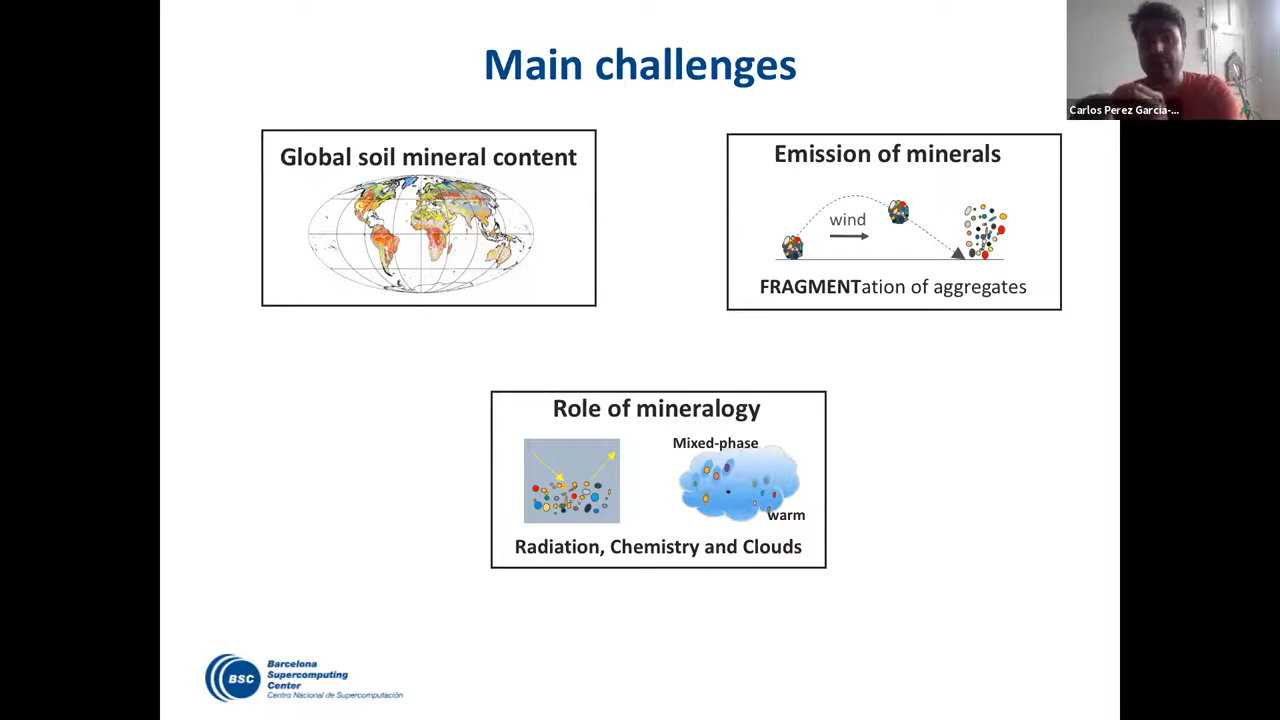 Main challenges
Carlos Perez Garcia-...
Global soil mineral content
Emission of minerals
wind
FRAGMENTation of aggregates
Role of mineralogy
Mixed-phase
warm
Radiation, Chemistry and Clouds
BSC
Barcelona
Supercomputing
Center
Centro Nacional de Supercomputación